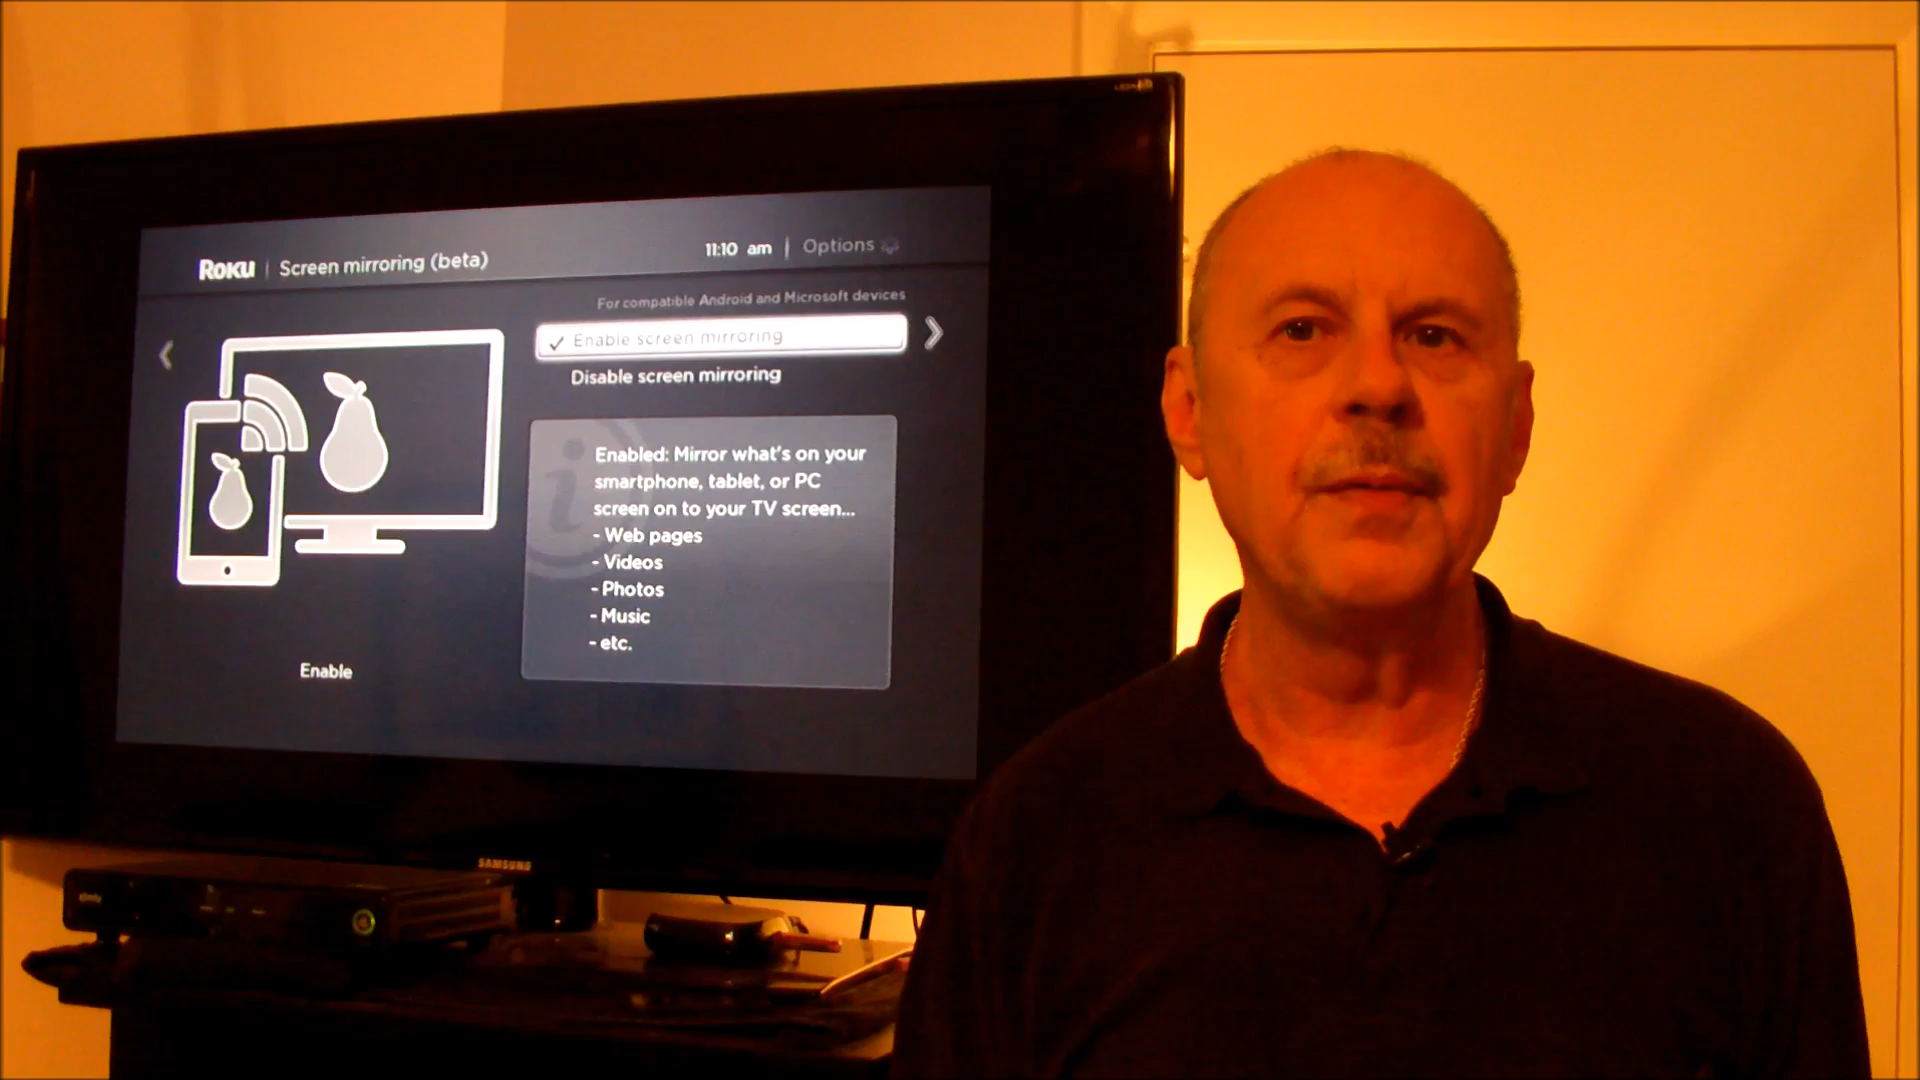 Roku | Screen mirroring (beta)
11:10 am | Options
For compatible Android and Microsoft devices
✓ Enable screen mirroring
Disable screen mirroring
Enabled: Mirror what's on your
smartphone, tablet, or PC
screen on to your TV screen...
- Web pages
- Videos
- Photos
- Music
- etc.
Enable
SAMSUNG
xfinity